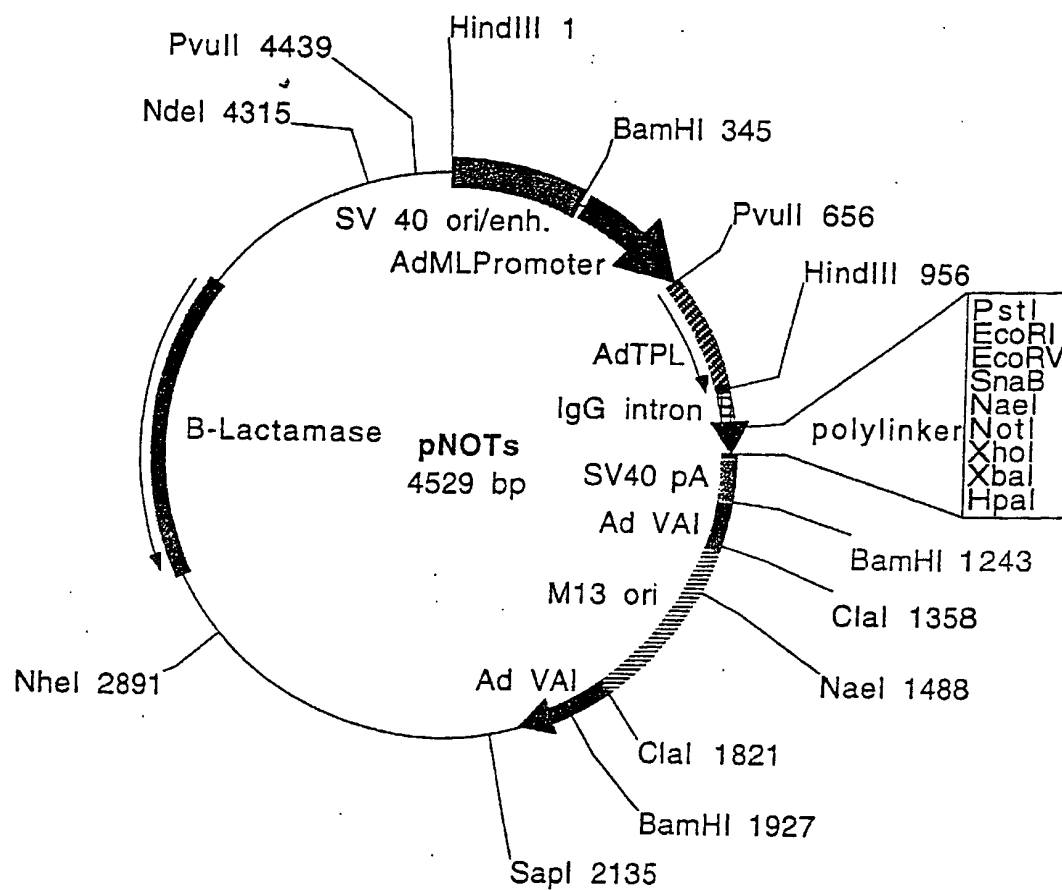 HindIII 1
PvuII 4439
NdeI 4315
BamHI 345
SV 40 ori/enh.
PvuII 656
AdMLPromoter
HindIII 956
PstI
EcoRI
EcoRV
SnaB
NaeI
NotI
XhoI
XbaI
HpaI
AdTPL
IgG intron
polylinker
B-Lactamase
pNOTs
4529 bp
SV40 pA
Ad VAI
BamHI 1243
M13 ori
ClaI 1358
NheI 2891
Ad VAI
NaeI 1488
ClaI 1821
BamHI 1927
SapI 2135